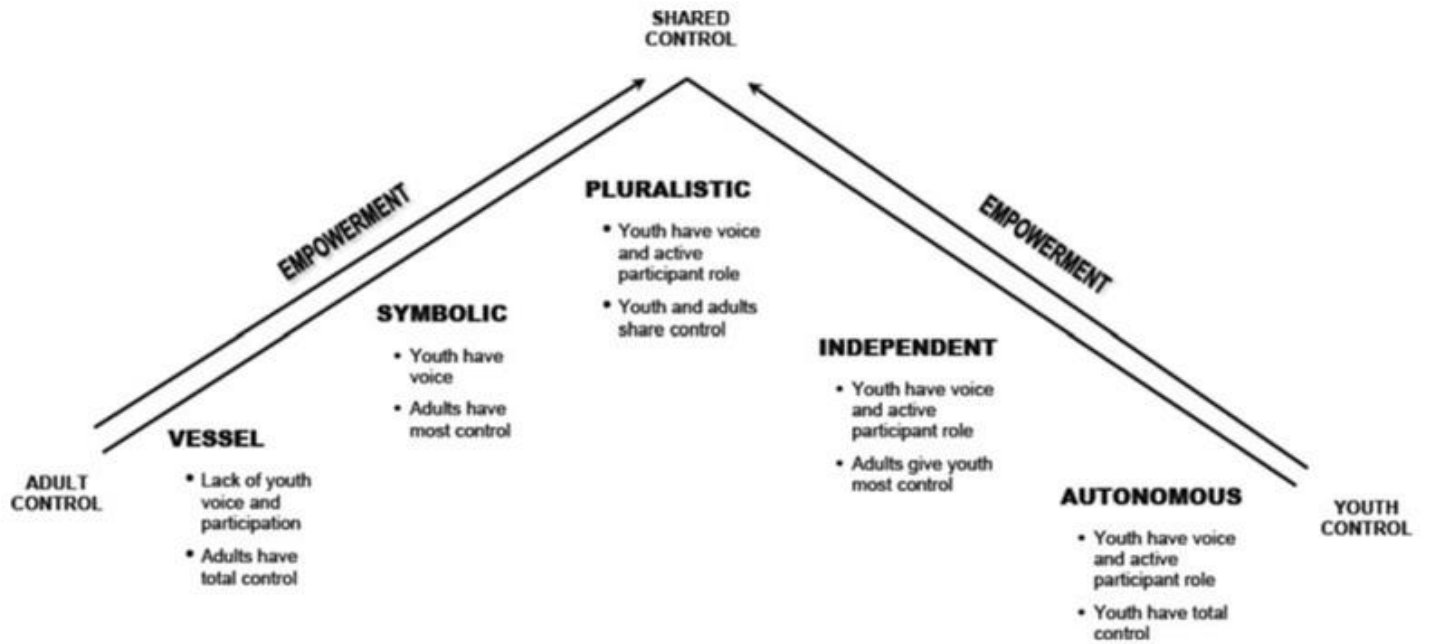 SHARED
CONTROL
EMPOWERMENT
EMPOWERMENT
PLURALISTIC
• Youth have voice
and active
participant role
• Youth and adults
share control
SYMBOLIC
• Youth have
voice
• Adults have
most control
INDEPENDENT
• Youth have voice
and active
participant role
• Adults give youth
most control
VESSEL
• Lack of youth
voice and
participation
• Adults have
total control
ADULT
CONTROL
AUTONOMOUS
• Youth have voice
and active
participant role
• Youth have total
control
YOUTH
CONTROL